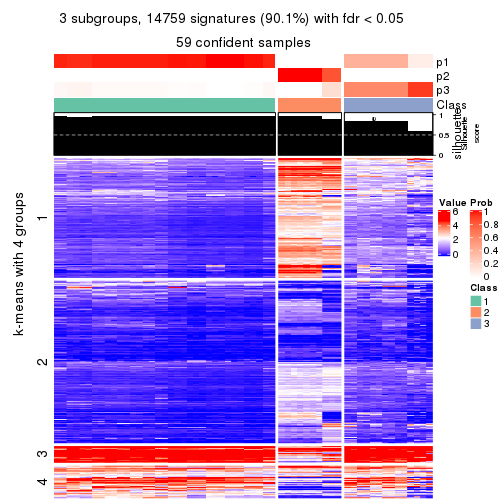 3 subgroups, 14759 signatures (90.1%) with fdr < 0.05
59 confident samples
p1
p2
p3
Class
1
0.5
0
silhouette
Silhouette
score
k-means with 4 groups
1
2
3
4
Value
6
4
2
0
Prob
1
0.8
0.6
0.4
0.2
0
Class
1
2
3